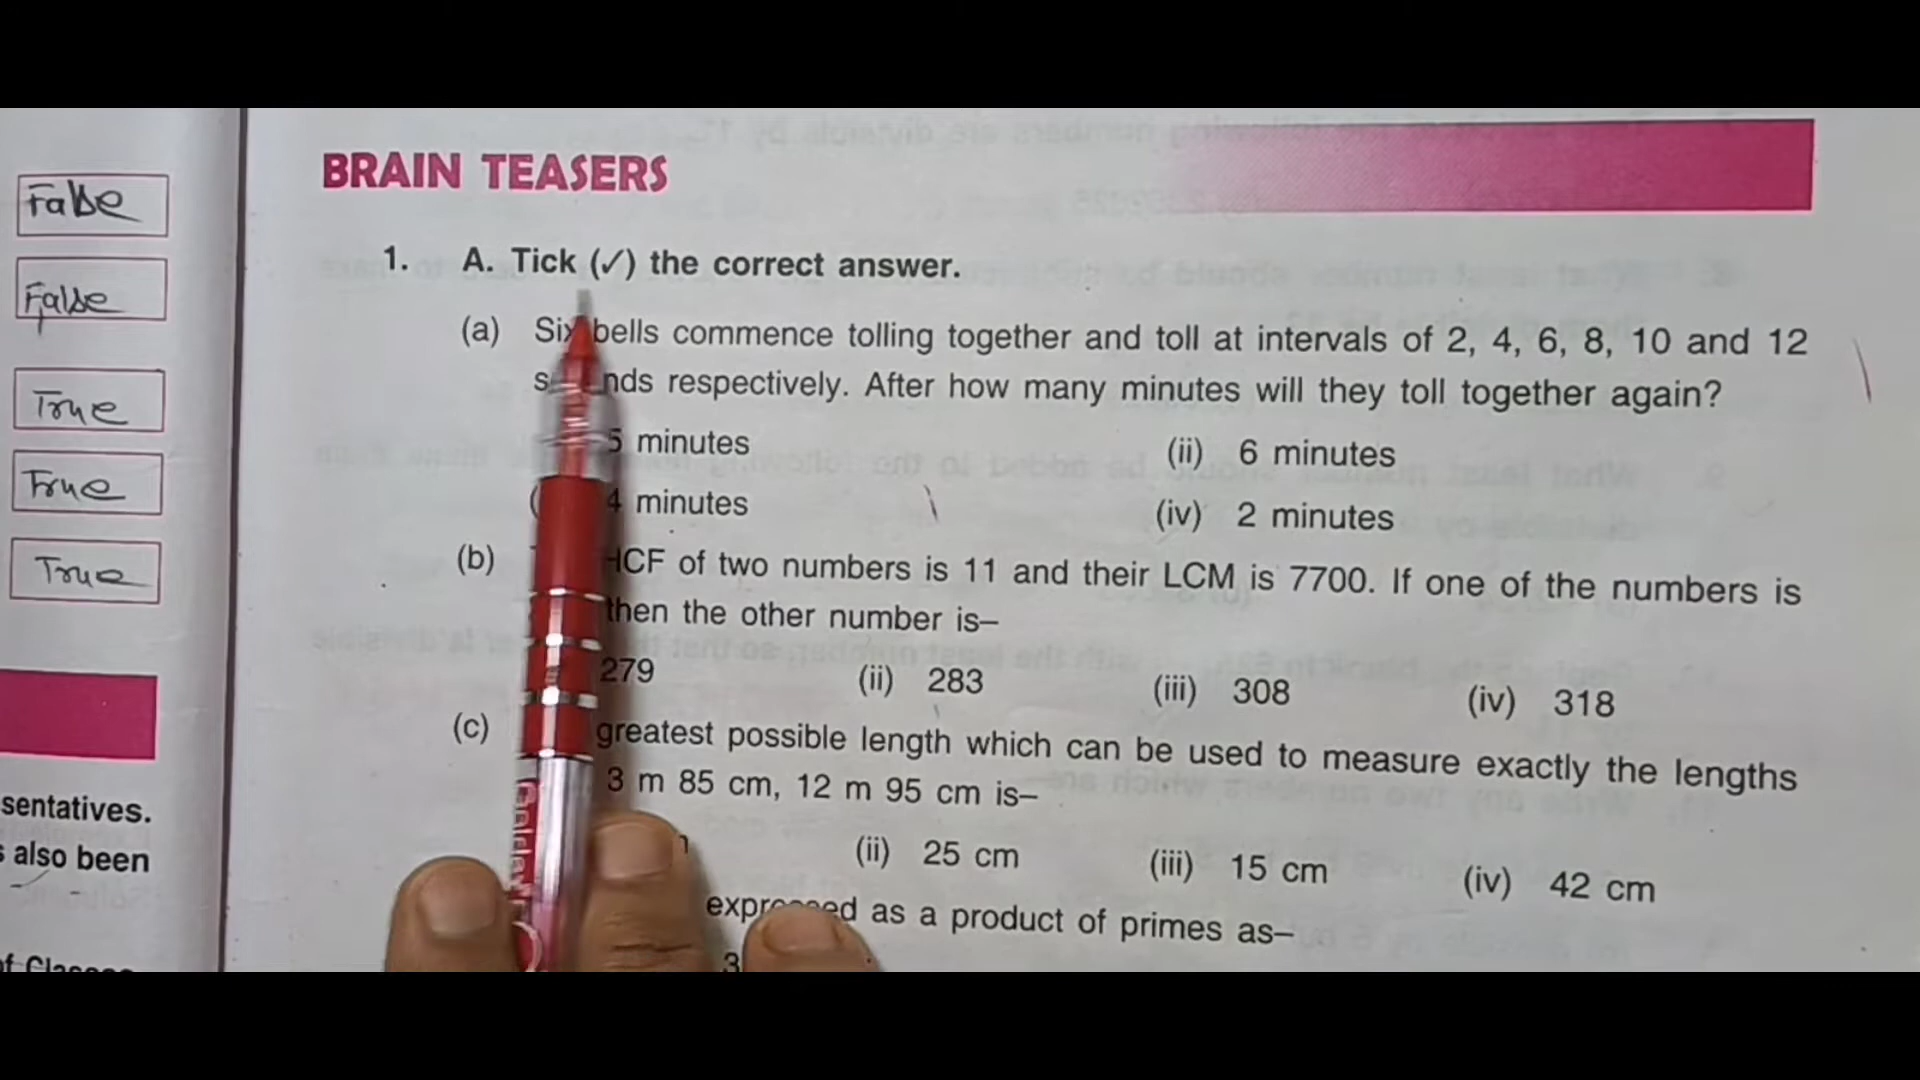 False
False
True
True
True
sentatives.
also been
BRAIN TEASERS
1. A. Tick (✓) the correct answer.
(a) Six bells commence tolling together and toll at intervals of 2, 4, 6, 8, 10 and 12
respectively. After how many minutes will they toll together again?
5 minutes (ii) 6 minutes
4 minutes (iv) 2 minutes
(b) HCF of two numbers is 11 and their LCM is 7700. If one of the numbers is
then the other number is–
279 (ii) 283 (iii) 308 (iv) 318
(c) greatest possible length which can be used to measure exactly the lengths
3 m 85 cm, 12 m 95 cm is–
(ii) 25 cm (iii) 15 cm (iv) 42 cm
as a product of primes as–
3